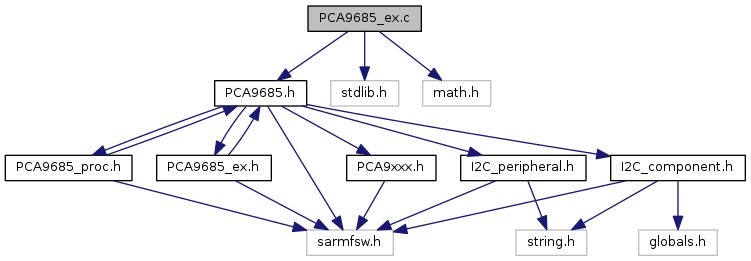 PCA9685_ex.c
PCA9685.h
stdlib.h
math.h
PCA9685_proc.h
PCA9685_ex.h
PCA9xxx.h
I2C_peripheral.h
I2C_component.h
sarmfsw.h
string.h
globals.h